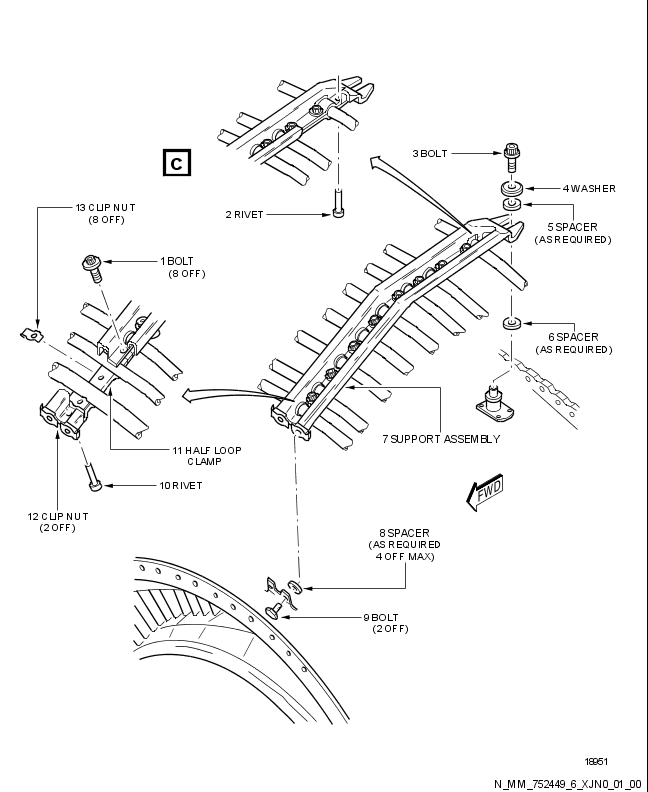 C
3 BOLT
4 WASHER
2 RIVET
5 SPACER
(AS REQUIRED)
13 CLIP NUT
(8 OFF)
1 BOLT
(8 OFF)
6 SPACER
(AS REQUIRED)
7 SUPPORT ASSEMBLY
11 HALF LOOP
CLAMP
10 RIVET
FWD
12 CLIP NUT
(2 OFF)
8 SPACER
(AS REQUIRED
4 OFF MAX)
9 BOLT
(2 OFF)
18951
N_MM_752449_6_XJN0_01_00